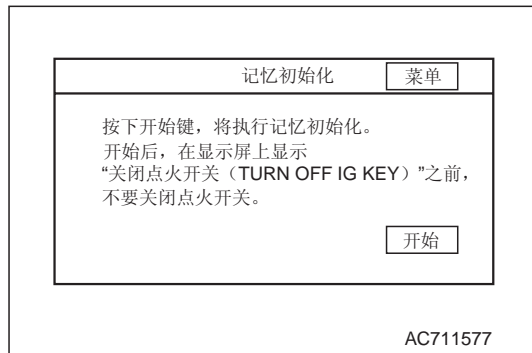 记忆初始化 菜单
按下开始键，将执行记忆初始化。
开始后，在显示屏上显示
“关闭点火开关（TURN OFF IG KEY）”之前，
不要关闭点火开关。
开始
AC711577